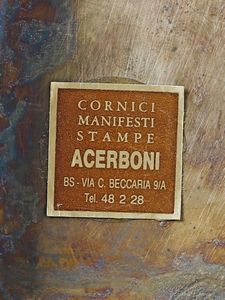 CORNICI
MANIFESTI
STAMPE
ACERBONI
BS - VIA C. BECCARIA 9/A
Tel. 48 2 28